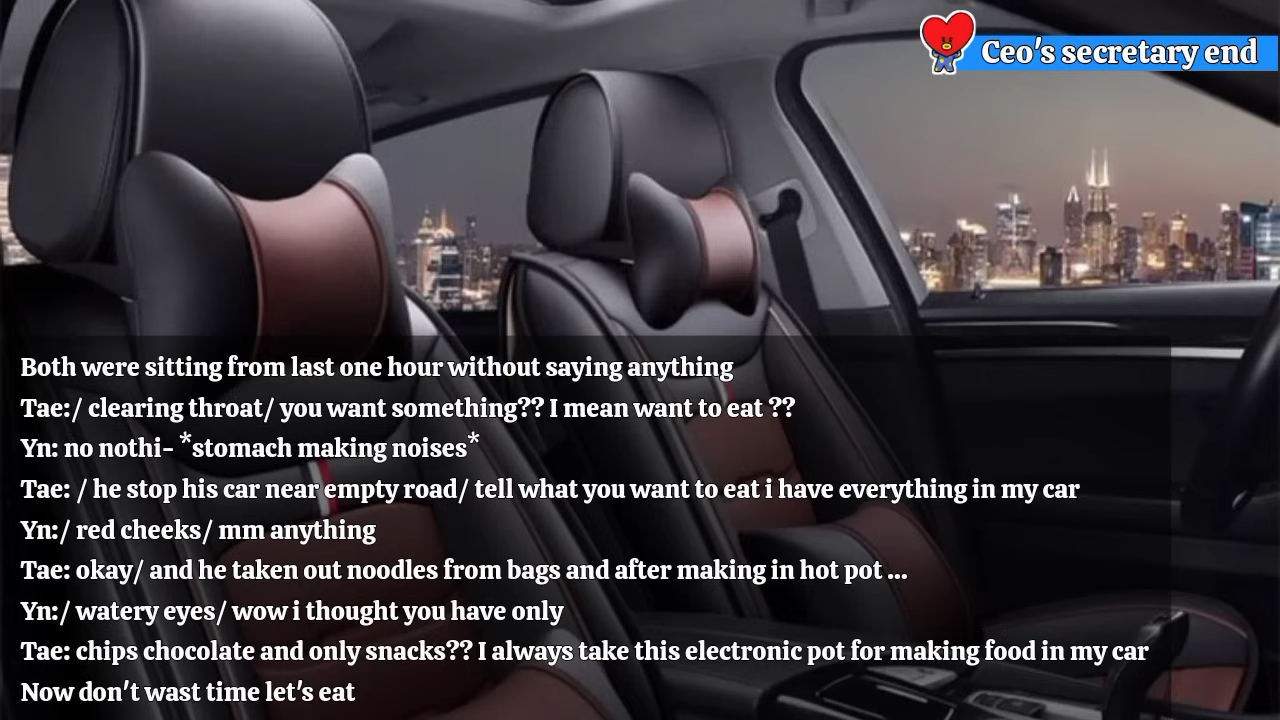 Ceo's secretary end
Both were sitting from last one hour without saying anything
Tae:/ clearing throat/ you want something?? I mean want to eat ??
Yn: no nothi- *stomach making noises*
Tae: / he stop his car near empty road/ tell what you want to eat i have everything in my car
Yn:/ red cheeks/ mm anything
Tae: okay/ and he taken out noodles from bags and after making in hot pot ...
Yn:/ watery eyes/ wow i thought you have only
Tae: chips chocolate and only snacks?? I always take this electronic pot for making food in my car
Now don't wast time let's eat